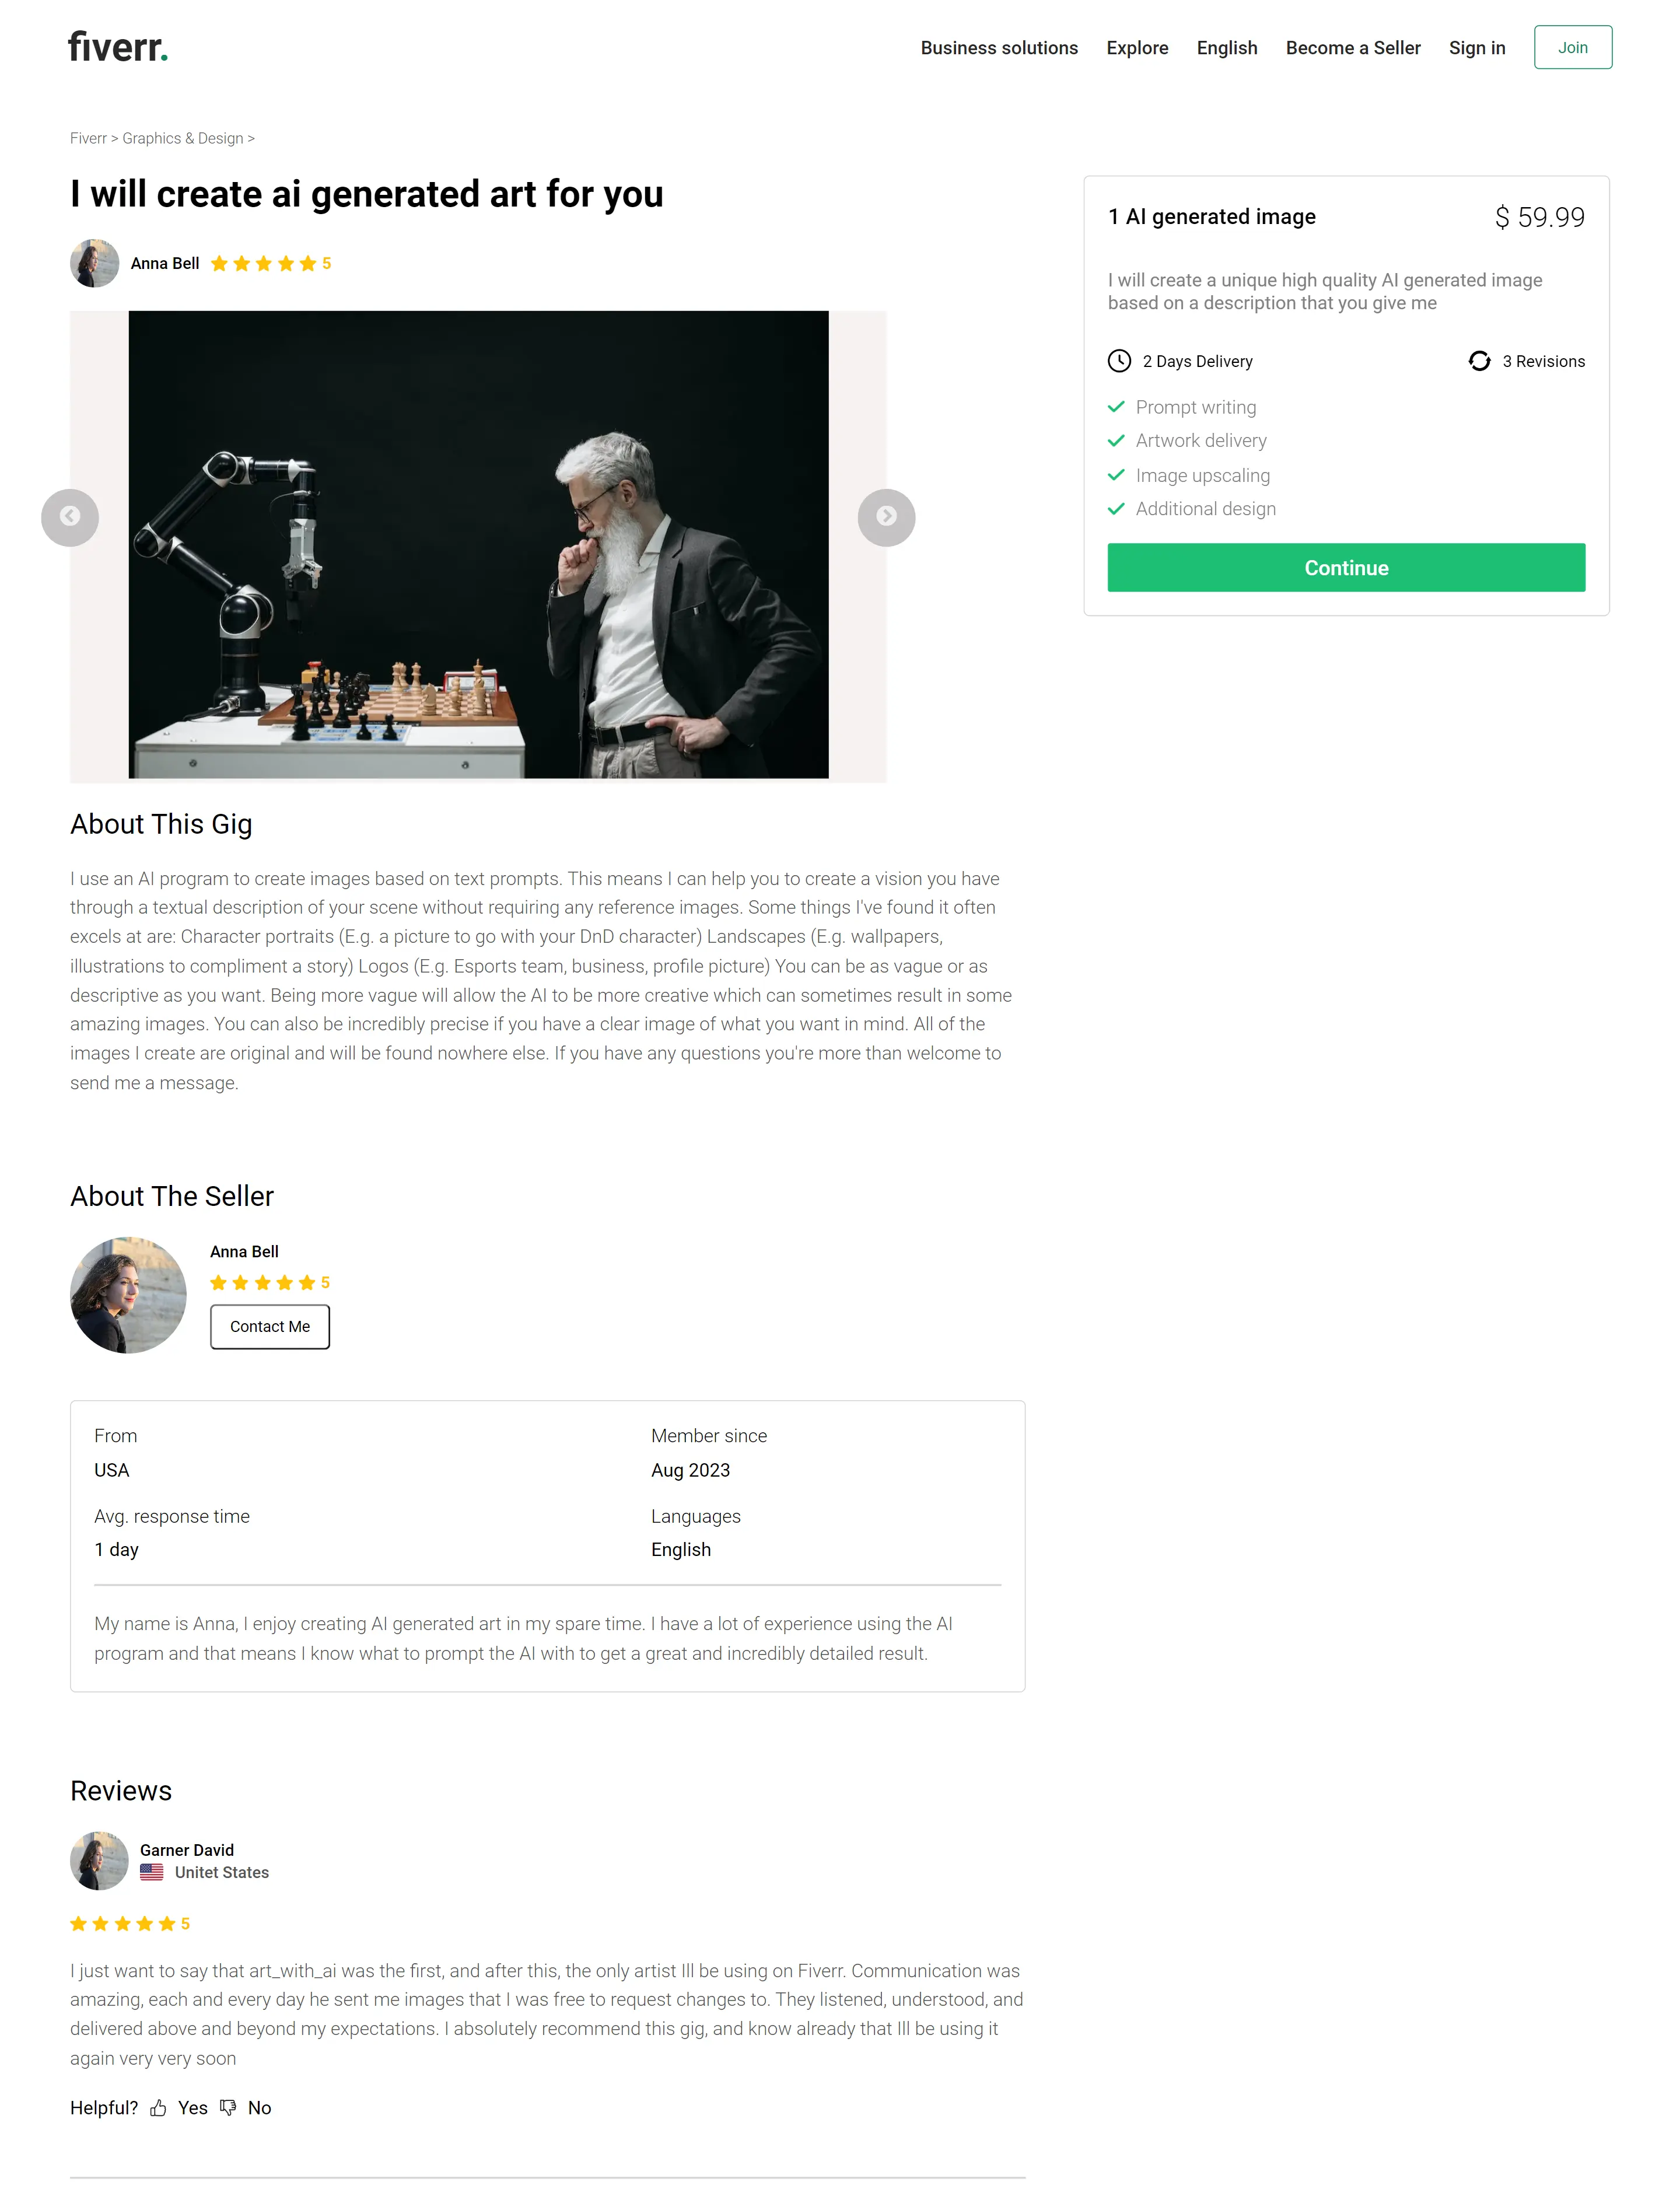 fiverr.
Business solutions
Explore
English
Become a Seller
Sign in
Join
Fiverr > Graphics & Design >
I will create ai generated art for you
Anna Bell
5
1 AI generated image
$ 59.99
I will create a unique high quality AI generated image
based on a description that you give me
2 Days Delivery
3 Revisions
Prompt writing
Artwork delivery
Image upscaling
Additional design
Continue
About This Gig
I use an AI program to create images based on text prompts. This means I can help you to create a vision you have
through a textual description of your scene without requiring any reference images. Some things I've found it often
excels at are: Character portraits (E.g. a picture to go with your DnD character) Landscapes (E.g. wallpapers,
illustrations to compliment a story) Logos (E.g. Esports team, business, profile picture) You can be as vague or as
descriptive as you want. Being more vague will allow the AI to be more creative which can sometimes result in some
amazing images. You can also be incredibly precise if you have a clear image of what you want in mind. All of the
images I create are original and will be found nowhere else. If you have any questions you're more than welcome to
send me a message.
About The Seller
Anna Bell
5
Contact Me
From
USA
Member since
Aug 2023
Avg. response time
1 day
Languages
English
My name is Anna, I enjoy creating AI generated art in my spare time. I have a lot of experience using the AI
program and that means I know what to prompt the AI with to get a great and incredibly detailed result.
Reviews
Garner David
Unitet States
5
I just want to say that art_with_ai was the first, and after this, the only artist Ill be using on Fiverr. Communication was
amazing, each and every day he sent me images that I was free to request changes to. They listened, understood, and
delivered above and beyond my expectations. I absolutely recommend this gig, and know already that Ill be using it
again very very soon
Helpful?
Yes
No